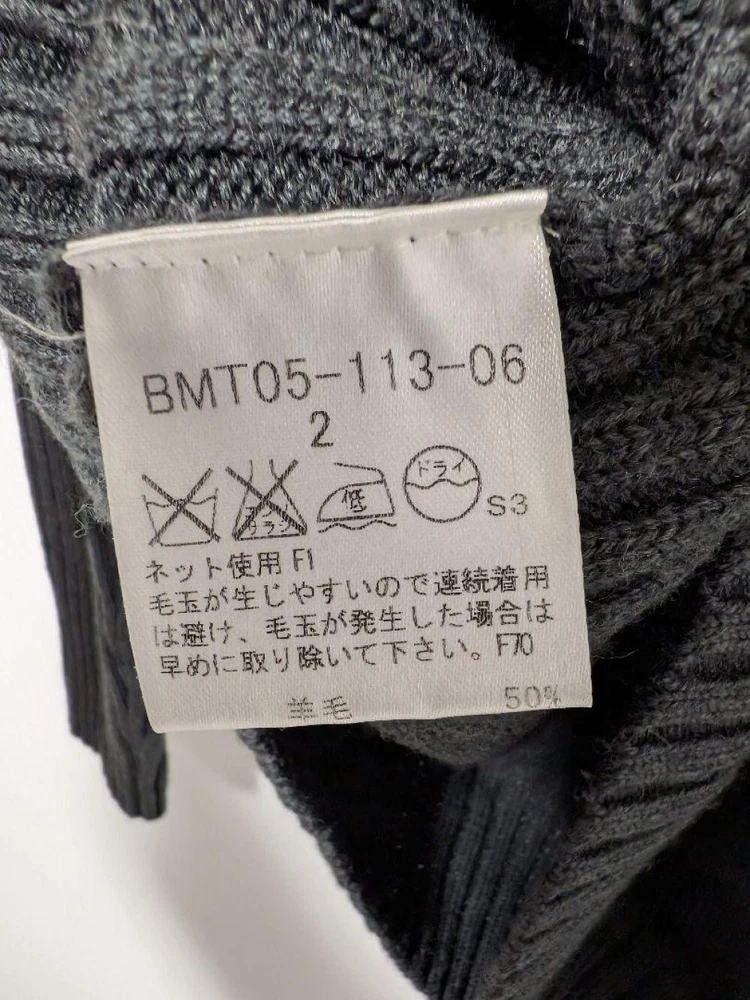 BMT05-113-06
2
低 ドライ S3
ネット使用 F1
毛玉が生じやすいので連続着用
は避け、毛玉が発生した場合は
早めに取り除いて下さい。F70
羊毛 50%